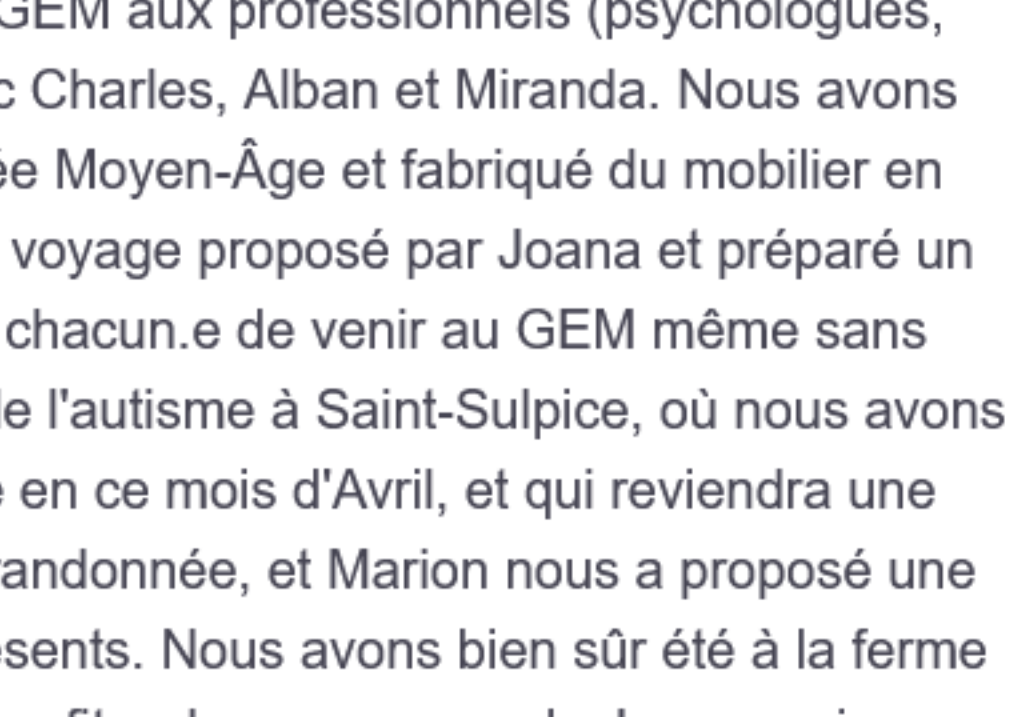 GEM aux professionnels (psychologues,
Charles, Alban et Miranda. Nous avons
Moyen-Âge et fabriqué du mobilier en
voyage proposé par Joana et préparé un
chacun.e de venir au GEM même sans
l'autisme à Saint-Sulpice, où nous avons
en ce mois d'Avril, et qui reviendra une
randonnée, et Marion nous a proposé une
Nous avons bien sûr été à la ferme